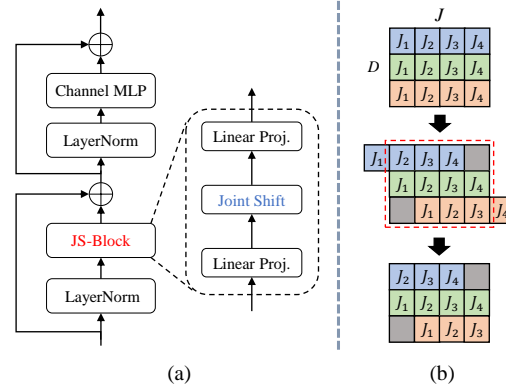 Channel MLP
LayerNorm
JS-Block
LayerNorm
Linear Proj.
Joint Shift
Linear Proj.
(a)
J
D
J₁ J₂ J₃ J₄
J₁ J₂ J₃ J₄
J₁ J₂ J₃ J₄
J₁ J₂ J₃ J₄
J₁ J₂ J₃ J₄
J₁ J₂ J₃ J₄
J₂ J₃ J₄
J₁ J₂ J₃ J₄
J₁ J₂ J₃
(b)